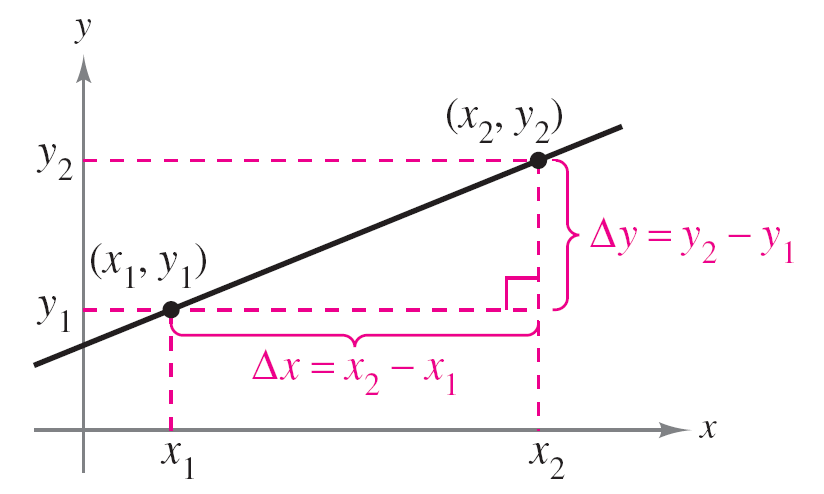 y
(x₂, y₂)
y₂
Δy = y₂ − y₁
(x₁, y₁)
y₁
Δx = x₂ − x₁
x
x₁
x₂